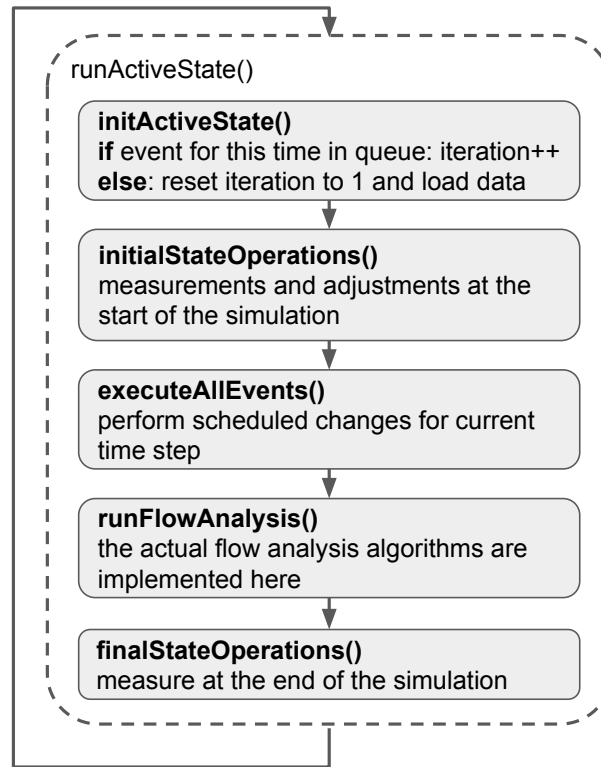 runActiveState()
initActiveState()
if event for this time in queue: iteration++
else: reset iteration to 1 and load data
initialStateOperations()
measurements and adjustments at the
start of the simulation
executeAllEvents()
perform scheduled changes for current
time step
runFlowAnalysis()
the actual flow analysis algorithms are
implemented here
finalStateOperations()
measure at the end of the simulation